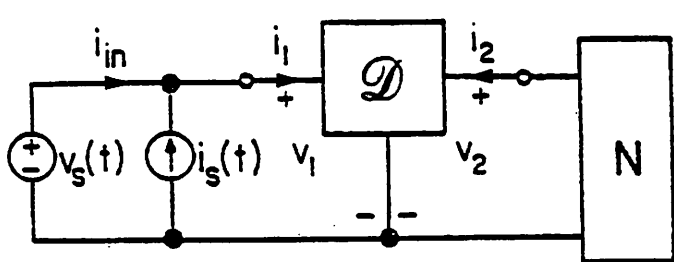 i_in i_1 𝒟 i_2
+ +
+ - v_s(t) i_s(t) v_1 v_2 N
- -